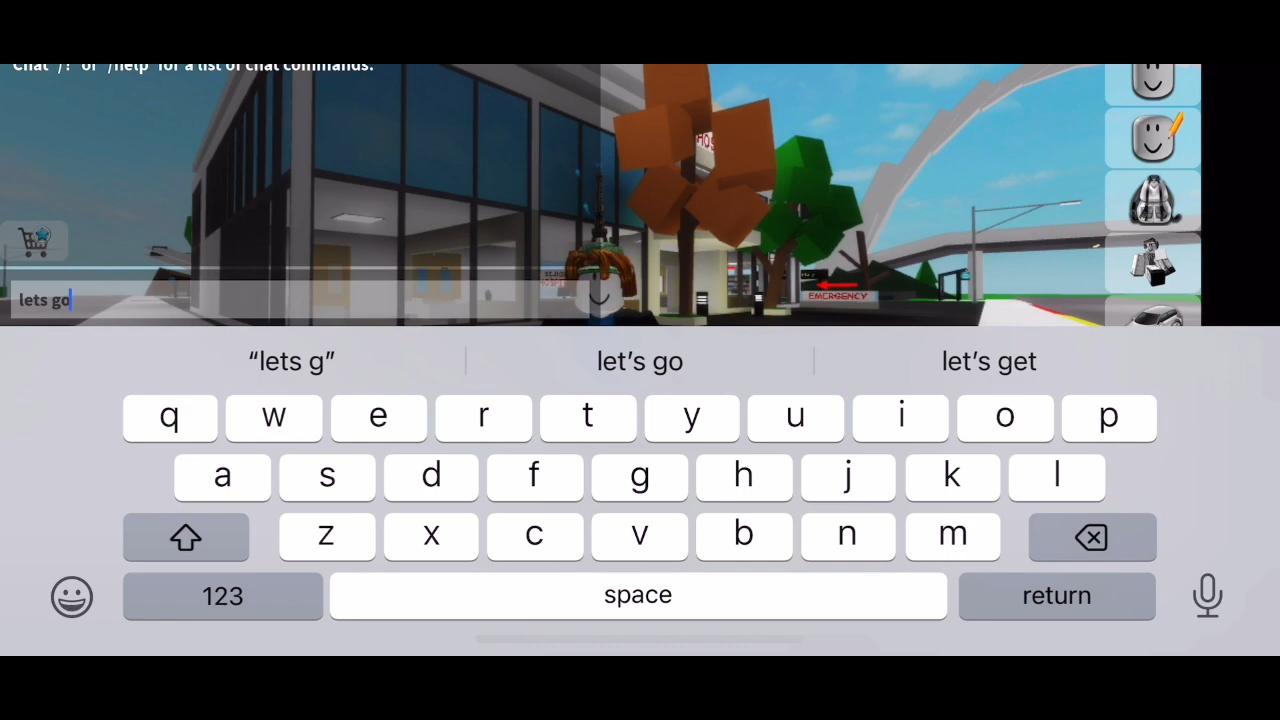 Chat '/?' or '/help' for a list of chat commands.
HOS
EMERGENCY
lets go
“lets g” let’s go let’s get
q w e r t y u i o p
a s d f g h j k l
z x c v b n m
123 space return